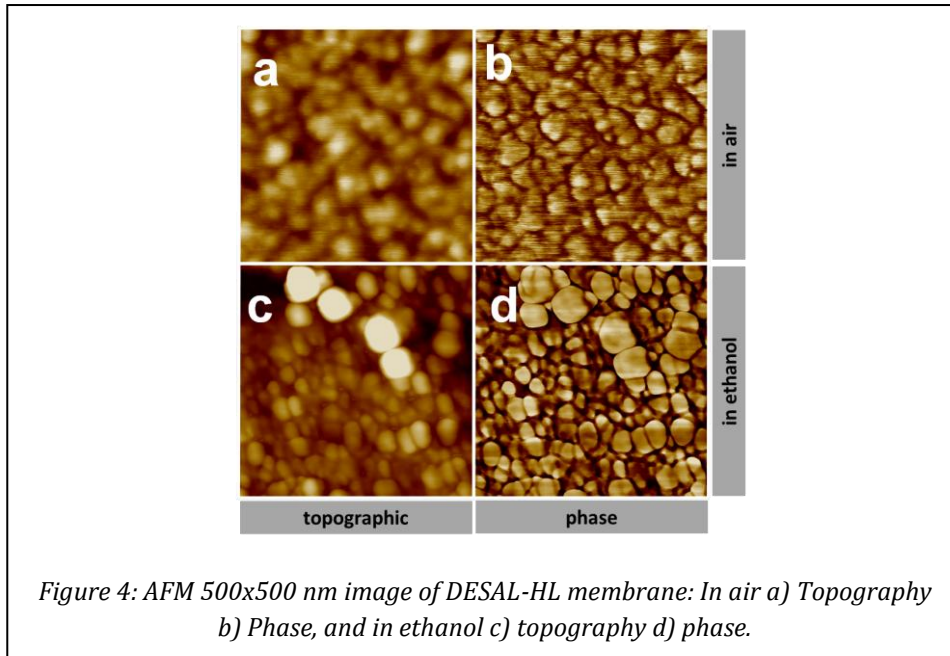 a
b
in air
c
d
in ethanol
topographic
phase
Figure 4: AFM 500x500 nm image of DESAL-HL membrane: In air a) Topography
b) Phase, and in ethanol c) topography d) phase.